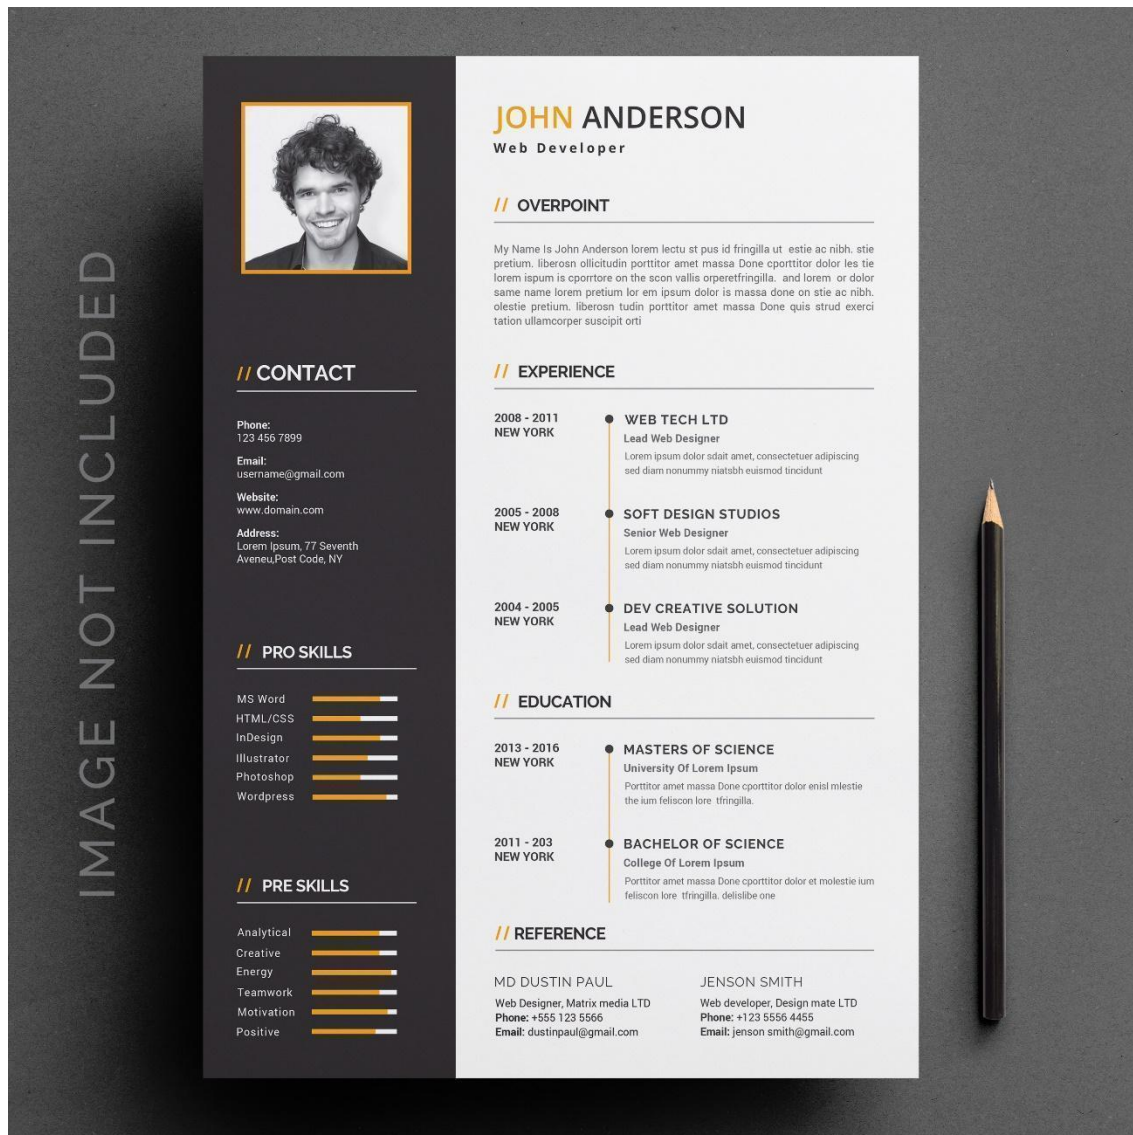 IMAGE NOT INCLUDED
// CONTACT
Phone:
123 456 7899
Email:
username@gmail.com
Website:
www.domain.com
Address:
Lorem Ipsum, 77 Seventh
Aveneu,Post Code, NY
// PRO SKILLS
MS Word
HTML/CSS
InDesign
Illustrator
Photoshop
Wordpress
// PRE SKILLS
Analytical
Creative
Energy
Teamwork
Motivation
Positive
JOHN ANDERSON
Web Developer
// OVERPOINT
My Name Is John Anderson lorem lectu st pus id fringilla ut estie ac nibh. stie
pretium. liberosn ollicitudin porttitor amet massa Done cporttitor dolor les tie
lorem ispum is cporrtore on the scon vallis orperetfringilla. and lorem or dolor
same name lorem pretium lor em ipsum dolor is massa done on stie ac nibh.
olestie pretium. liberosn tudin porttitor amet massa Done quis strud exerci
tation ullamcorper suscipit orti
// EXPERIENCE
2008 - 2011
NEW YORK
WEB TECH LTD
Lead Web Designer
Lorem ipsum dolor sdait amet, consectetuer adipiscing
sed diam nonummy niatsbh euismod tincidunt
2005 - 2008
NEW YORK
SOFT DESIGN STUDIOS
Senior Web Designer
Lorem ipsum dolor sdait amet, consectetuer adipiscing
sed diam nonummy niatsbh euismod tincidunt
2004 - 2005
NEW YORK
DEV CREATIVE SOLUTION
Lead Web Designer
Lorem ipsum dolor sdait amet, consectetuer adipiscing
sed diam nonummy niatsbh euismod tincidunt
// EDUCATION
2013 - 2016
NEW YORK
MASTERS OF SCIENCE
University Of Lorem Ipsum
Porttitor amet massa Done cporttitor dolor enisl mlestie
the ium feliscon lore tfringilla.
2011 - 203
NEW YORK
BACHELOR OF SCIENCE
College Of Lorem Ipsum
Porttitor amet massa Done cporttitor dolor et molestie ium
feliscon lore tfringilla. delislibe one
// REFERENCE
MD DUSTIN PAUL
Web Designer, Matrix media LTD
Phone: +555 123 5566
Email: dustinpaul@gmail.com
JENSON SMITH
Web developer, Design mate LTD
Phone: +123 5556 4455
Email: jenson smith@gmail.com